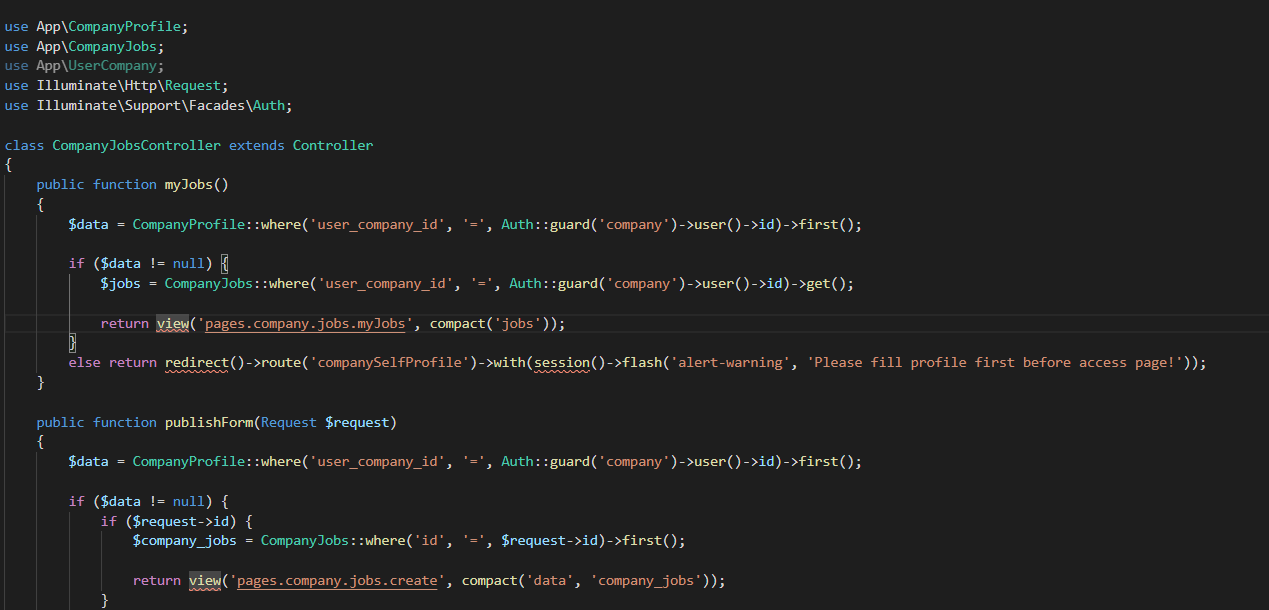 use App\CompanyProfile;
use App\CompanyJobs;
use App\UserCompany;
use Illuminate\Http\Request;
use Illuminate\Support\Facades\Auth;

class CompanyJobsController extends Controller
{
    public function myJobs()
    {
        $data = CompanyProfile::where('user_company_id', '=', Auth::guard('company')->user()->id)->first();

        if ($data != null) {
            $jobs = CompanyJobs::where('user_company_id', '=', Auth::guard('company')->user()->id)->get();

            return view('pages.company.jobs.myJobs', compact('jobs'));
        }
        else return redirect()->route('companySelfProfile')->with(session()->flash('alert-warning', 'Please fill profile first before access page!'));
    }

    public function publishForm(Request $request)
    {
        $data = CompanyProfile::where('user_company_id', '=', Auth::guard('company')->user()->id)->first();

        if ($data != null) {
            if ($request->id) {
                $company_jobs = CompanyJobs::where('id', '=', $request->id)->first();

                return view('pages.company.jobs.create', compact('data', 'company_jobs'));
            }